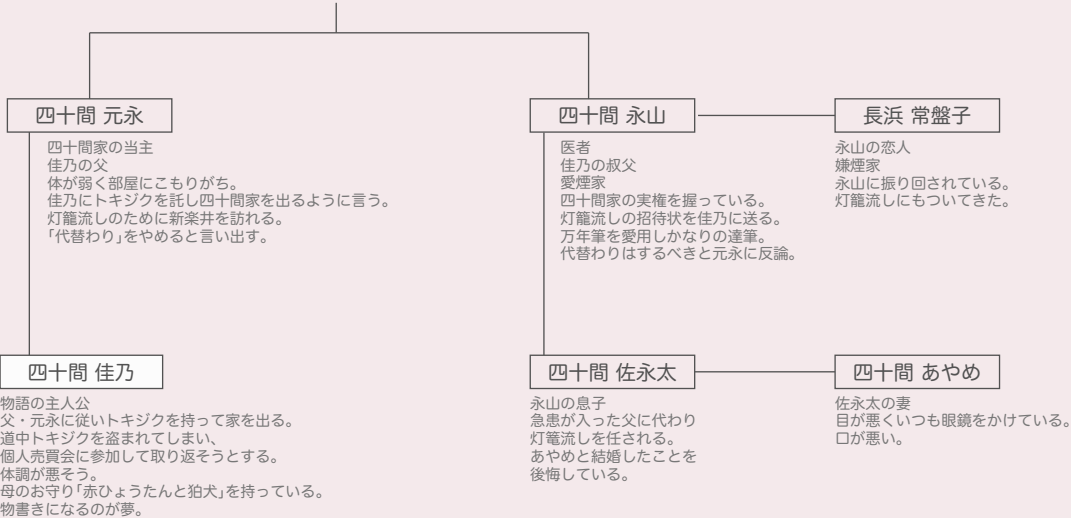 四十間 元永
四十間家の当主
佳乃の父
体が弱く部屋にこもりがち。
佳乃にトキジクを託し四十間家を出るように言う。
灯籠流しのために新楽井を訪れる。
「代替わり」をやめると言い出す。
四十間 永山
医者
佳乃の叔父
愛煙家
四十間家の実権を握っている。
灯籠流しの招待状を佳乃に送る。
万年筆を愛用しかなりの達筆。
代替わりはするべきと元永に反論。
長浜 常盤子
永山の恋人
嫌煙家
永山に振り回されている。
灯籠流しにもついてきた。
四十間 佳乃
物語の主人公
父・元永に従いトキジクを持って家を出る。
道中トキジクを盗まれてしまい、
個人売買会に参加して取り返そうとする。
体調が悪そう。
母のお守り「赤ひょうたんと狛犬」を持っている。
物書きになるのが夢。
四十間 佐永太
永山の息子
急患が入った父に代わり
灯篭流しを任される。
あやめと結婚したことを
後悔している。
四十間 あやめ
佐永太の妻
目が悪くいつも眼鏡をかけている。
口が悪い。